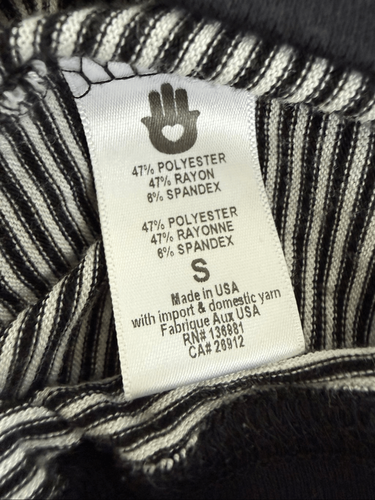 47% POLYESTER
47% RAYON
6% SPANDEX
47% POLYESTER
47% RAYONNE
6% SPANDEX
S
Made in USA
with import & domestic yarn
Fabrique Aux USA
RN# 136881
CA# 28912